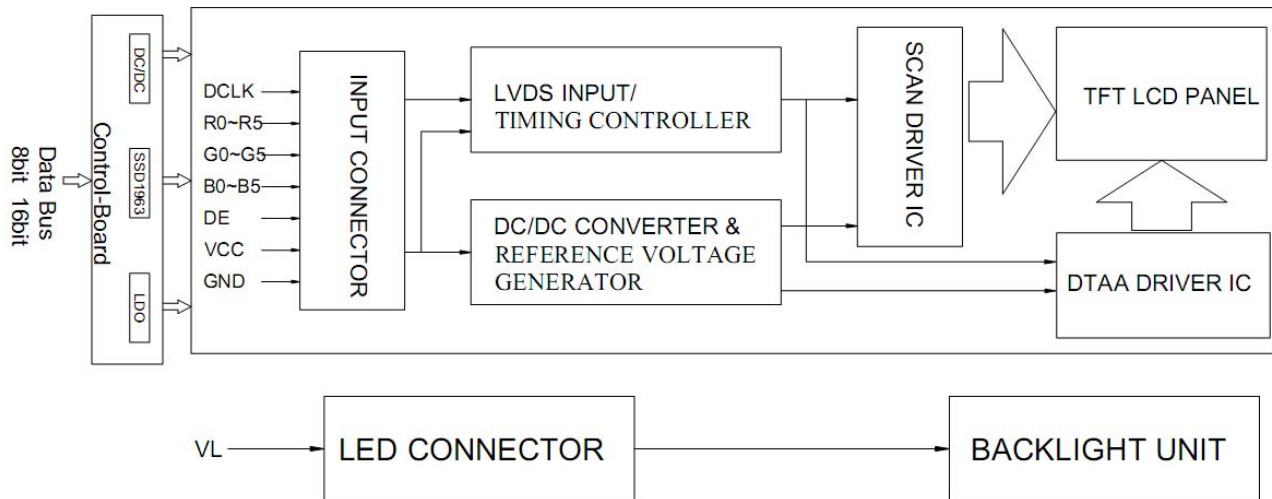 Data Bus
8bit 16bit
Control-Board
DC/DC
SSD1963
LDO
DCLK
R0~R5
G0~G5
B0~B5
DE
VCC
GND
INPUT CONNECTOR
LVDS INPUT/
TIMING CONTROLLER
DC/DC CONVERTER &
REFERENCE VOLTAGE
GENERATOR
SCAN DRIVER IC
TFT LCD PANEL
DTAA DRIVER IC
VL
LED CONNECTOR
BACKLIGHT UNIT